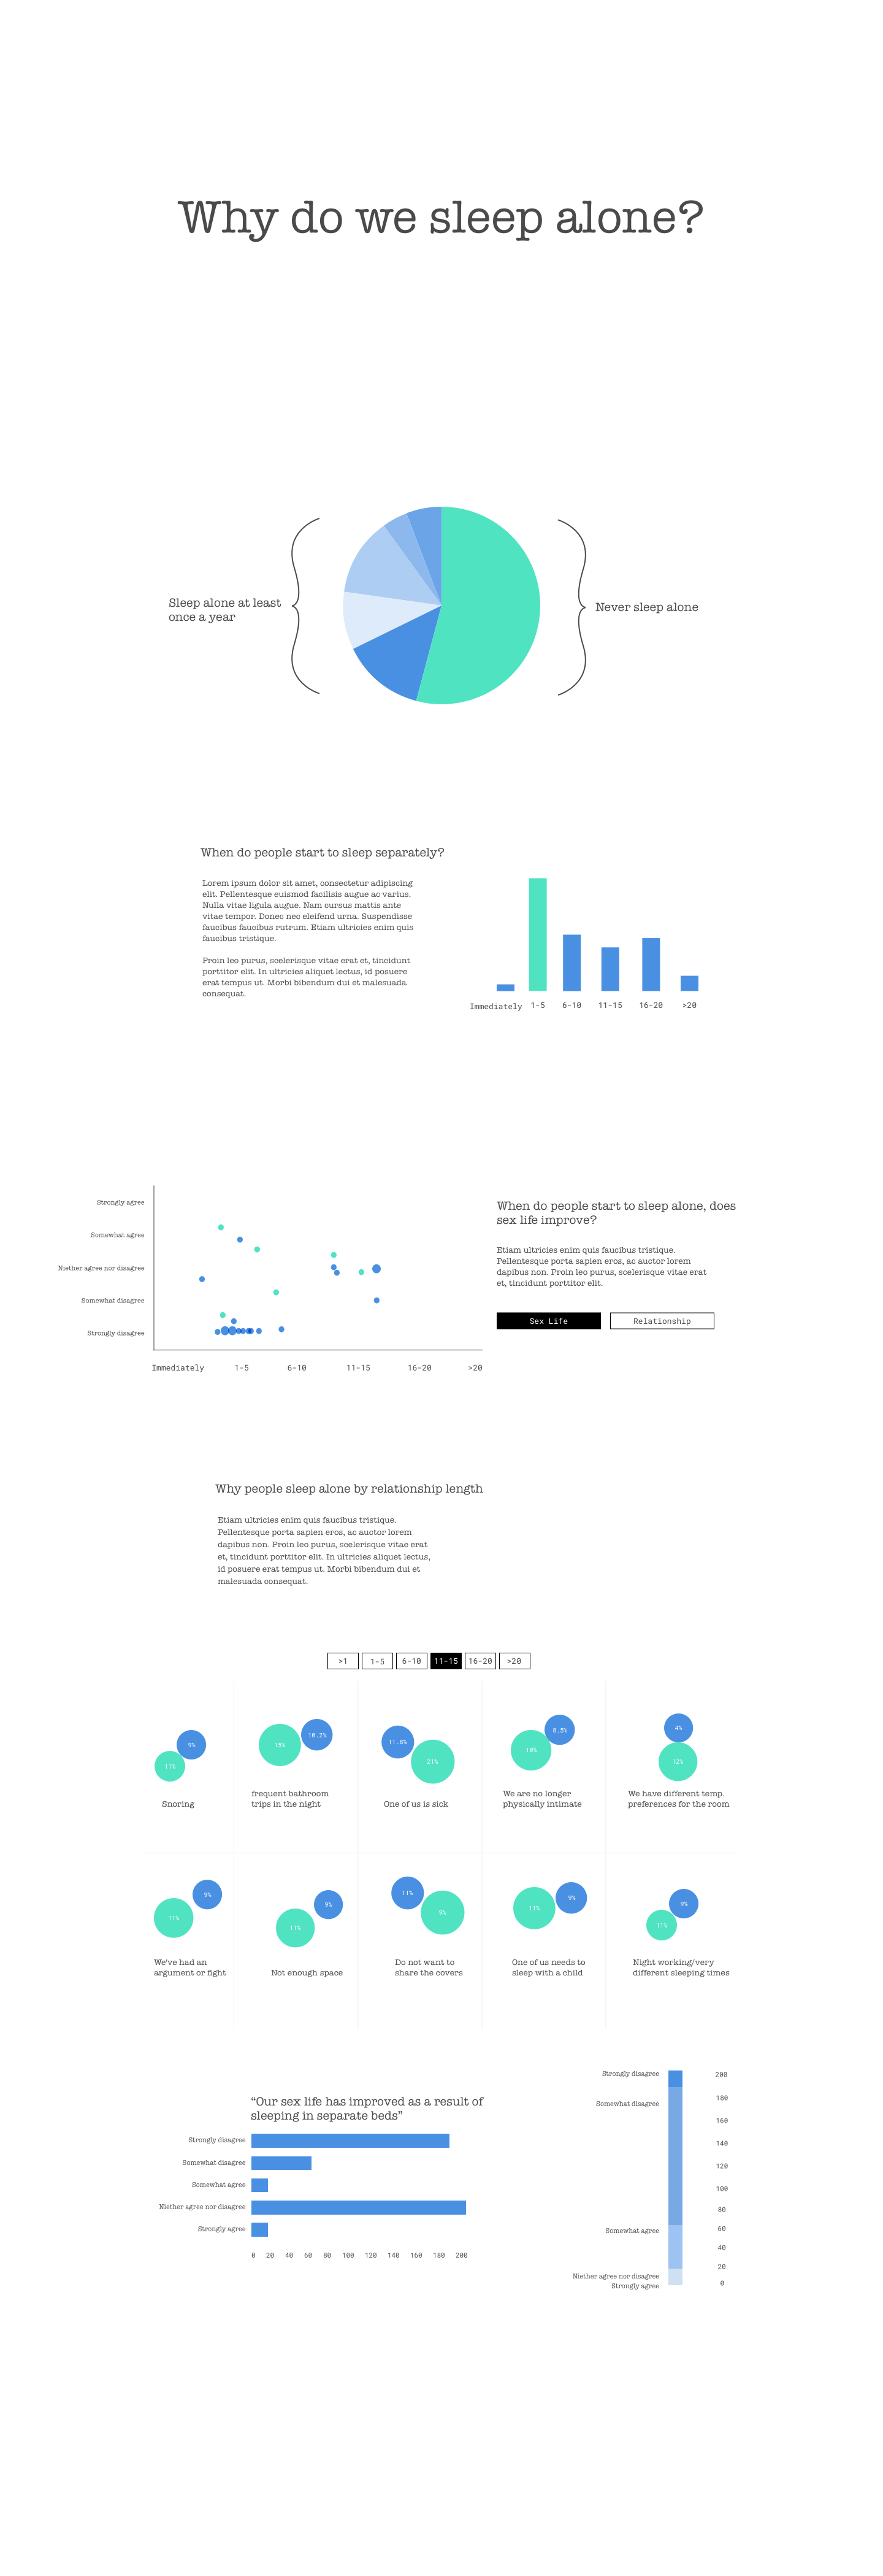 Why do we sleep alone?
Sleep alone at least
once a year
Never sleep alone
When do people start to sleep separately?
Lorem ipsum dolor sit amet, consectetur adipiscing
elit. Pellentesque euismod facilisis augue ac varius.
Nulla vitae ligula augue. Nam cursus mattis ante
vitae tempor. Donec nec eleifend urna. Suspendisse
faucibus faucibus rutrum. Etiam ultricies enim quis
faucibus tristique.
Proin leo purus, scelerisque vitae erat et, tincidunt
porttitor elit. In ultricies aliquet lectus, id posuere
erat tempus ut. Morbi bibendum dui et malesuada
consequat.
Immediately 1-5 6-10 11-15 16-20 >20
Strongly agree
Somewhat agree
Niether agree nor disagree
Somewhat disagree
Strongly disagree
Immediately 1-5 6-10 11-15 16-20 >20
When do people start to sleep alone, does
sex life improve?
Etiam ultricies enim quis faucibus tristique.
Pellentesque porta sapien eros, ac auctor lorem
dapibus non. Proin leo purus, scelerisque vitae erat
et, tincidunt porttitor elit.
Sex Life Relationship
Why people sleep alone by relationship length
Etiam ultricies enim quis faucibus tristique.
Pellentesque porta sapien eros, ac auctor lorem
dapibus non. Proin leo purus, scelerisque vitae erat
et, tincidunt porttitor elit. In ultricies aliquet lectus,
id posuere erat tempus ut. Morbi bibendum dui et
malesuada consequat.
>1 1-5 6-10 11-15 16-20 >20
9%
11%
Snoring
10.2%
15%
frequent bathroom
trips in the night
11.8%
21%
One of us is sick
8.5%
18%
We are no longer
physically intimate
4%
12%
We have different temp.
preferences for the room
9%
11%
We've had an
argument or fight
9%
11%
Not enough space
11%
9%
Do not want to
share the covers
9%
11%
One of us needs to
sleep with a child
9%
11%
Night working/very
different sleeping times
“Our sex life has improved as a result of
sleeping in separate beds”
Strongly disagree
Somewhat disagree
Somewhat agree
Niether agree nor disagree
Strongly agree
0 20 40 60 80 100 120 140 160 180 200
Strongly disagree
Somewhat disagree
Somewhat agree
Niether agree nor disagree
Strongly agree
200
180
160
140
120
100
80
60
40
20
0